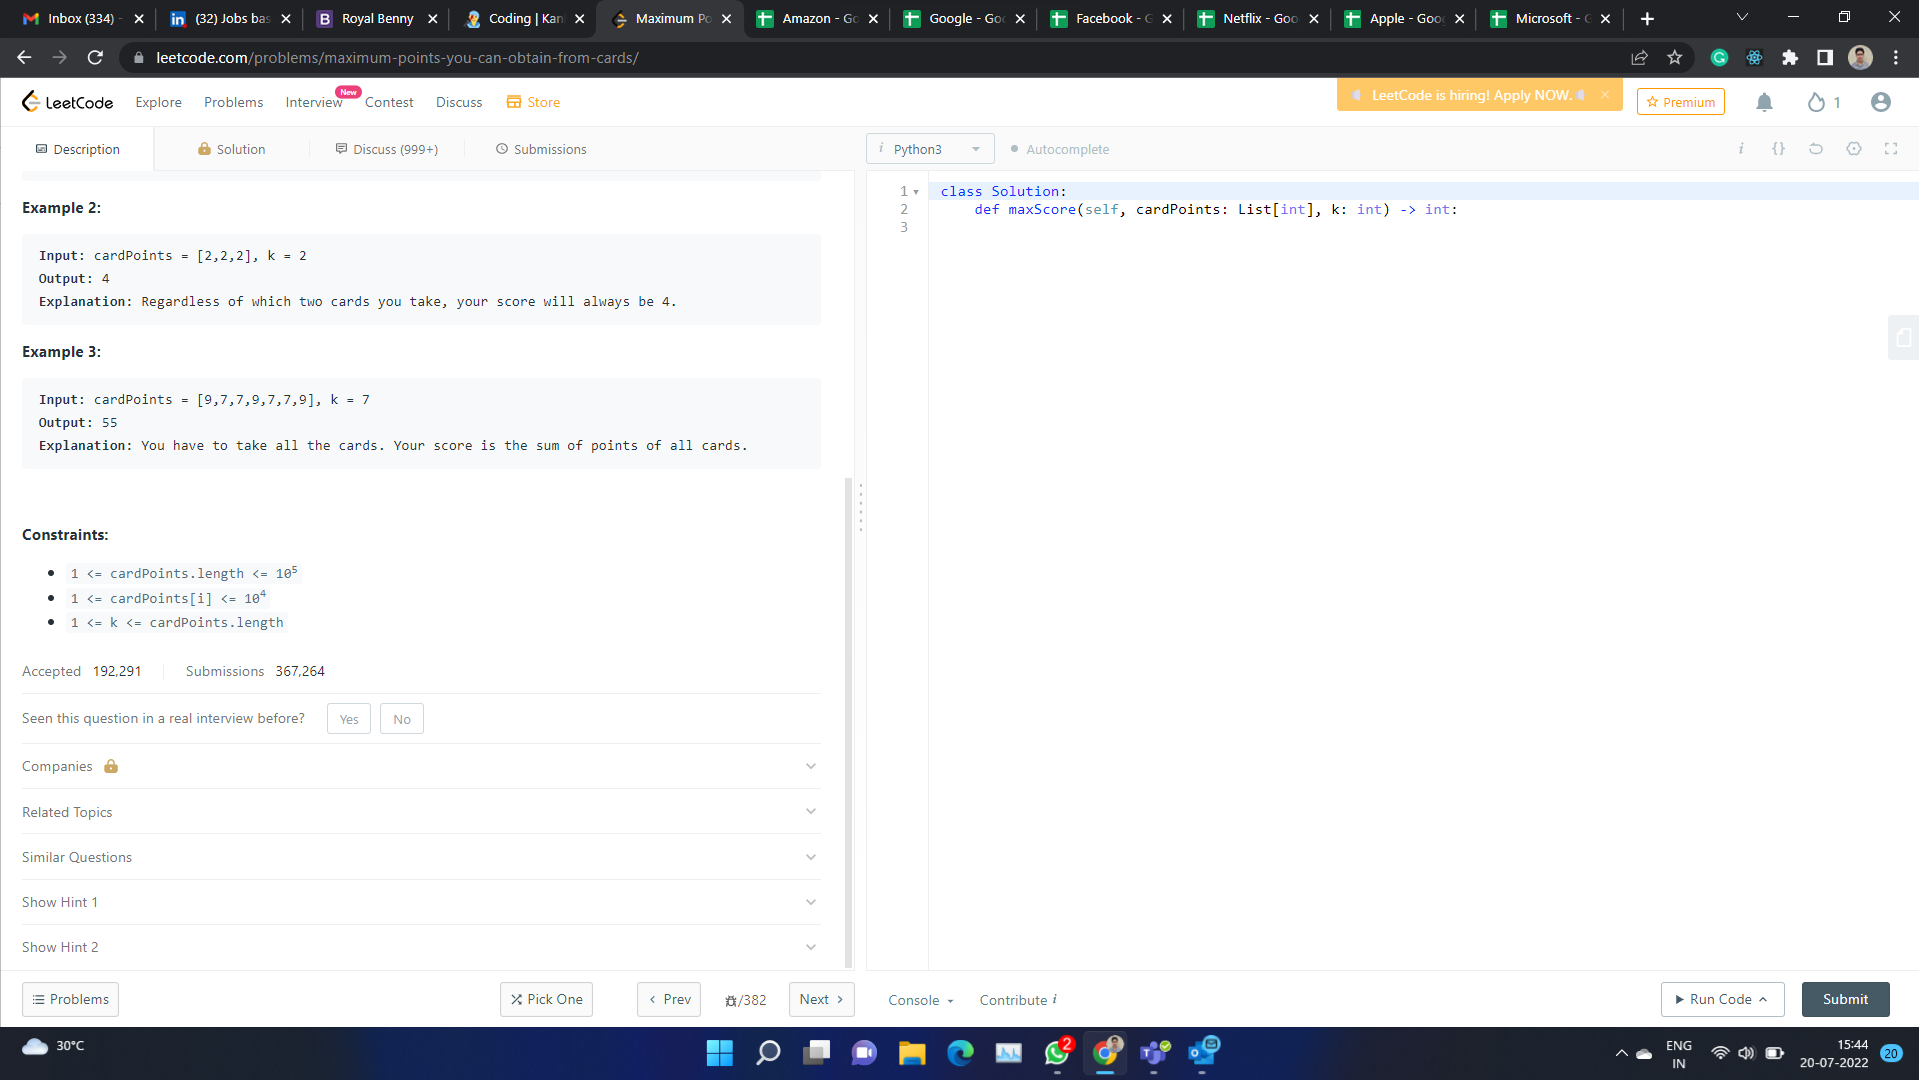 Inbox (334) -
(32) Jobs bas
Royal Benny
Coding | Kan
Maximum Po
Amazon - Go
Google - Goo
Facebook - G
Netflix - Goo
Apple - Goog
Microsoft - G
leetcode.com/problems/maximum-points-you-can-obtain-from-cards/
LeetCode
Explore
Problems
Interview
New
Contest
Discuss
Store
LeetCode is hiring! Apply NOW.
Premium
1
Description
Solution
Discuss (999+)
Submissions
i Python3
Autocomplete
Example 2:
Input: cardPoints = [2,2,2], k = 2
Output: 4
Explanation: Regardless of which two cards you take, your score will always be 4.
Example 3:
Input: cardPoints = [9,7,7,9,7,7,9], k = 7
Output: 55
Explanation: You have to take all the cards. Your score is the sum of points of all cards.
Constraints:
1 <= cardPoints.length <= 10⁵
1 <= cardPoints[i] <= 10⁴
1 <= k <= cardPoints.length
Accepted 192,291
Submissions 367,264
Seen this question in a real interview before?
Yes
No
Companies
Related Topics
Similar Questions
Show Hint 1
Show Hint 2
1 class Solution:
2     def maxScore(self, cardPoints: List[int], k: int) -> int:
3
Problems
Pick One
Prev
/382
Next
Console
Contribute i
Run Code
Submit
30°C
2
ENG
IN
15:44
20-07-2022
20